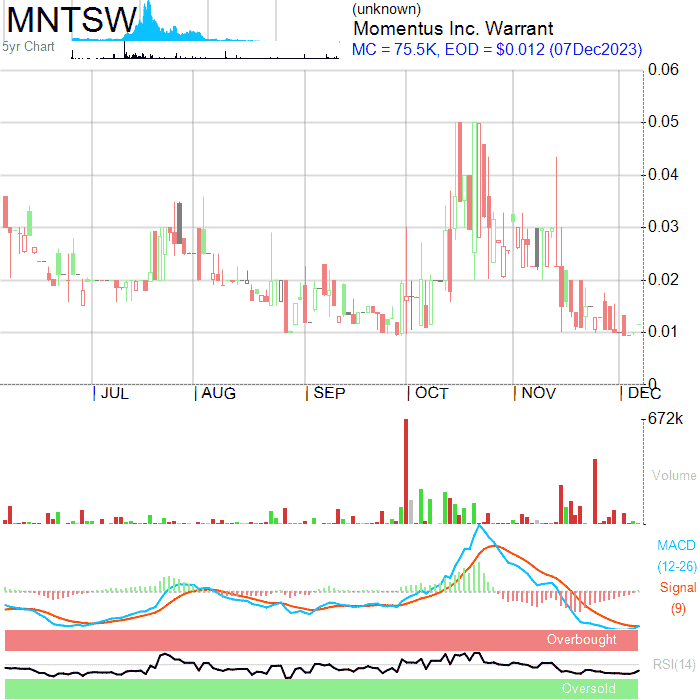 MNTSW
(unknown)
Momentus Inc. Warrant
5yr Chart
MC = 75.5K, EOD = $0.012 (07Dec2023)
0.06
0.05
0.04
0.03
0.02
0.01
0
JUL AUG SEP OCT NOV DEC
672k
Volume
MACD
(12-26)
Signal
(9)
Overbought
RSI(14)
Oversold